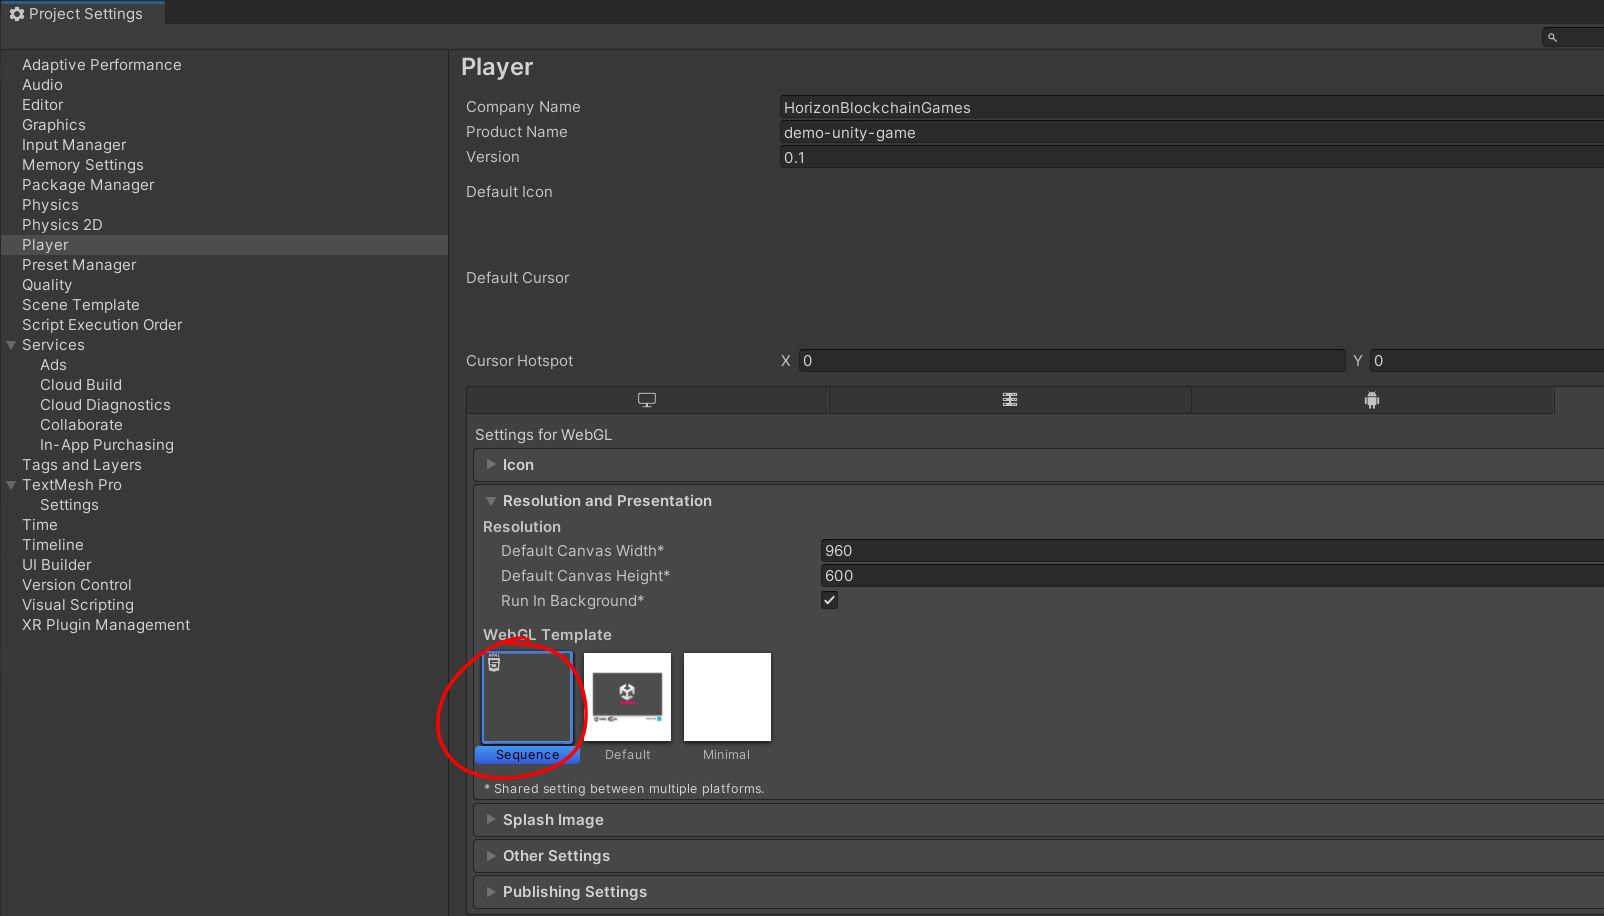 Project Settings
Adaptive Performance
Audio
Editor
Graphics
Input Manager
Memory Settings
Package Manager
Physics
Physics 2D
Player
Preset Manager
Quality
Scene Template
Script Execution Order
Services
Ads
Cloud Build
Cloud Diagnostics
Collaborate
In-App Purchasing
Tags and Layers
TextMesh Pro
Settings
Time
Timeline
UI Builder
Version Control
Visual Scripting
XR Plugin Management
Player
Company Name HorizonBlockchainGames
Product Name demo-unity-game
Version 0.1
Default Icon
Default Cursor
Cursor Hotspot X 0 Y 0
Settings for WebGL
Icon
Resolution and Presentation
Resolution
Default Canvas Width* 960
Default Canvas Height* 600
Run In Background*
WebGL Template
Sequence Default Minimal
* Shared setting between multiple platforms.
Splash Image
Other Settings
Publishing Settings